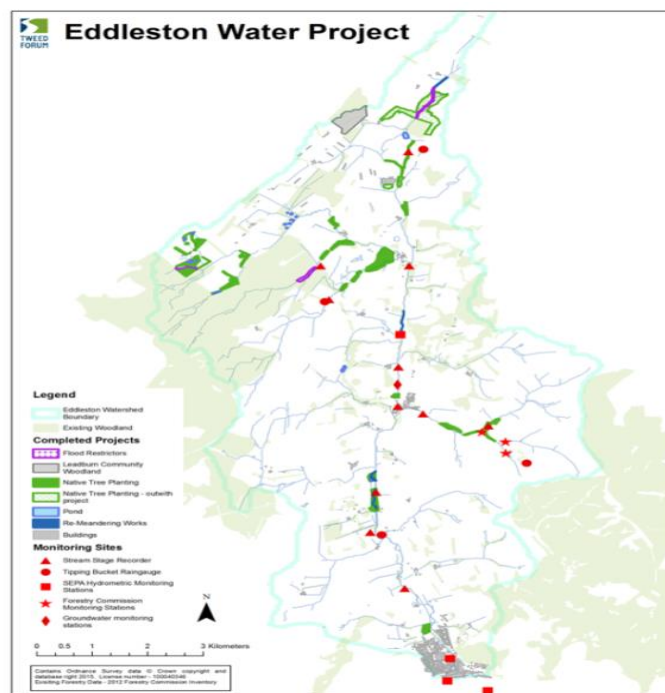 TWEED
FORUM
Eddleston Water Project
Legend
Eddleston Watershed
Boundary
Existing Woodland
Completed Projects
Flood Restrictors
Leadburn Community
Woodland
Native Tree Planting
Native Tree Planting - outwith
project
Pond
Re-Meandering Works
Buildings
Monitoring Sites
Stream Stage Recorder
Tipping Bucket Raingauge
SEPA Hydrometric Monitoring
Stations
Forestry Commission
Monitoring Stations
Groundwater monitoring
stations
N
0 0.5 1 2 3 Kilometers
Contains Ordnance Survey data © Crown copyright and
database right 2015. License number - 100040346
Existing Forestry Data - 2012 Forestry Commission Inventory